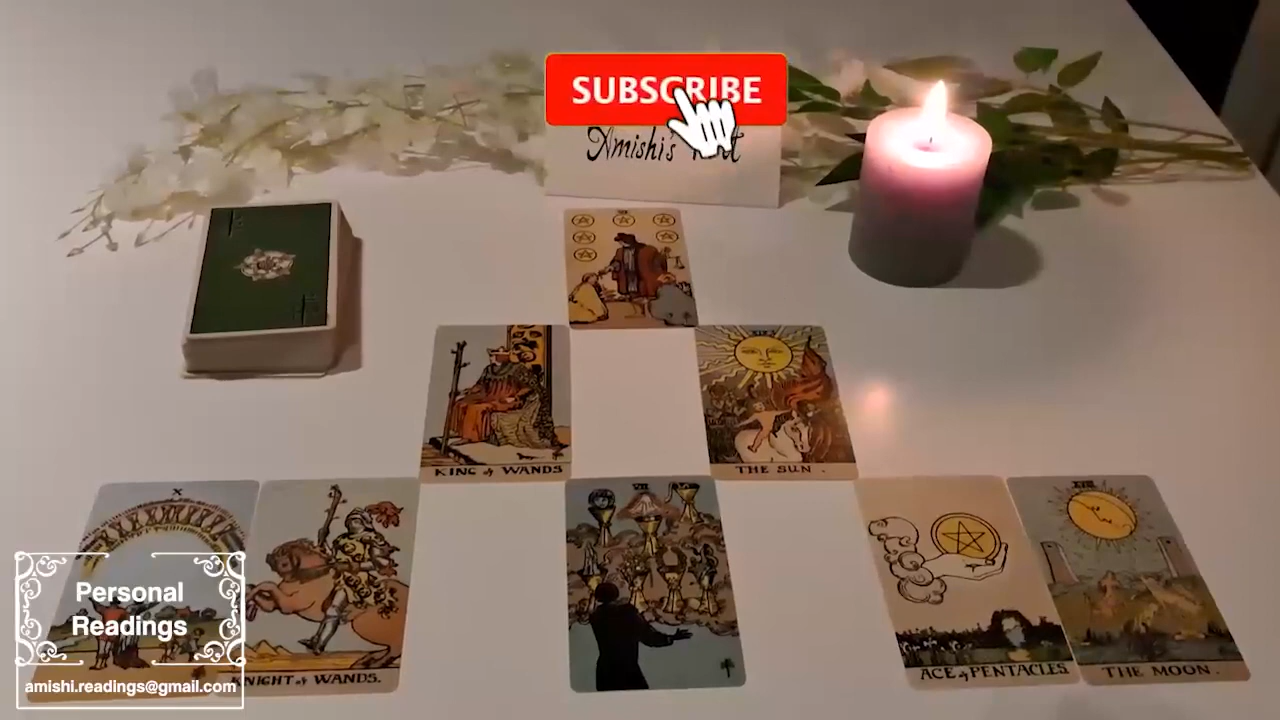 SUBSCRIBE
Amishi's
KING of WANDS
THE SUN.
X
VII
Personal
Readings
amishi.readings@gmail.com
KNIGHT of WANDS.
ACE of PENTACLES
THE MOON.